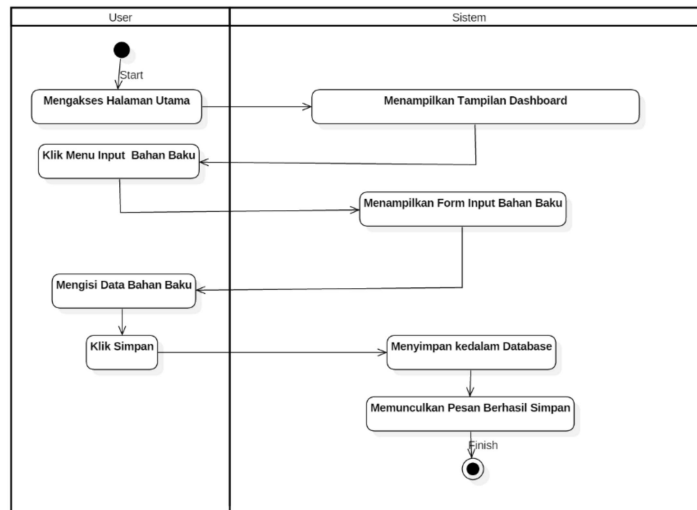 User
Sistem
Start
Mengakses Halaman Utama
Menampilkan Tampilan Dashboard
Klik Menu Input Bahan Baku
Menampilkan Form Input Bahan Baku
Mengisi Data Bahan Baku
Klik Simpan
Menyimpan kedalam Database
Memunculkan Pesan Berhasil Simpan
Finish